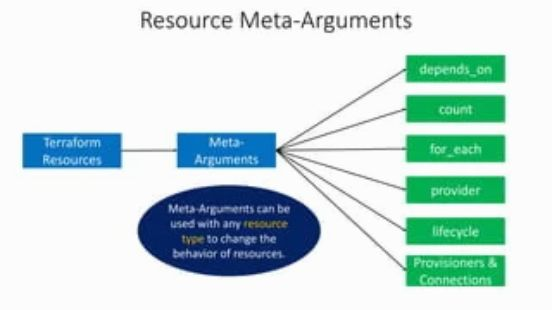 Resource Meta-Arguments
depends_on
count
Terraform
Resources
Meta-
Arguments
for_each
provider
Meta-Arguments can be
used with any resource
type to change the
behavior of resources.
lifecycle
Provisioners &
Connections